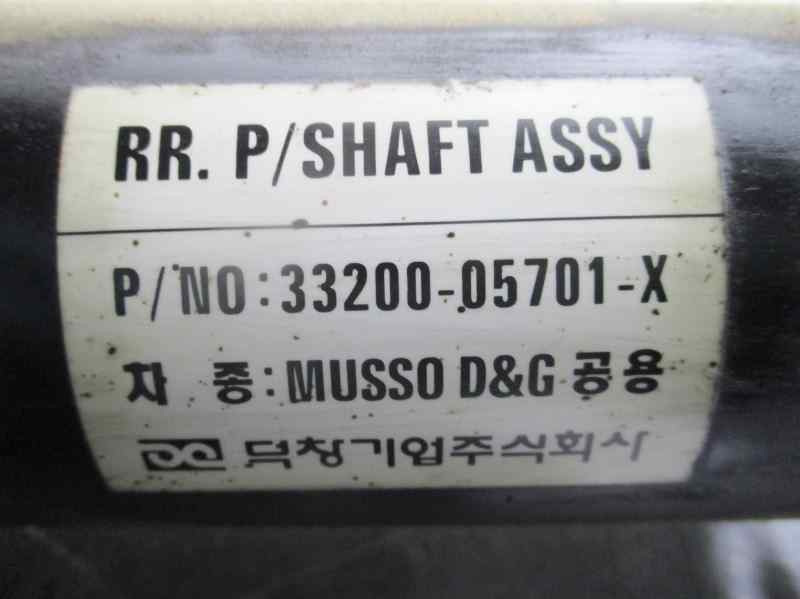 RR. P/SHAFT ASSY
P/NO:33200-05701-X
차 종:MUSSO D&G 공용
덕창기업주식회사